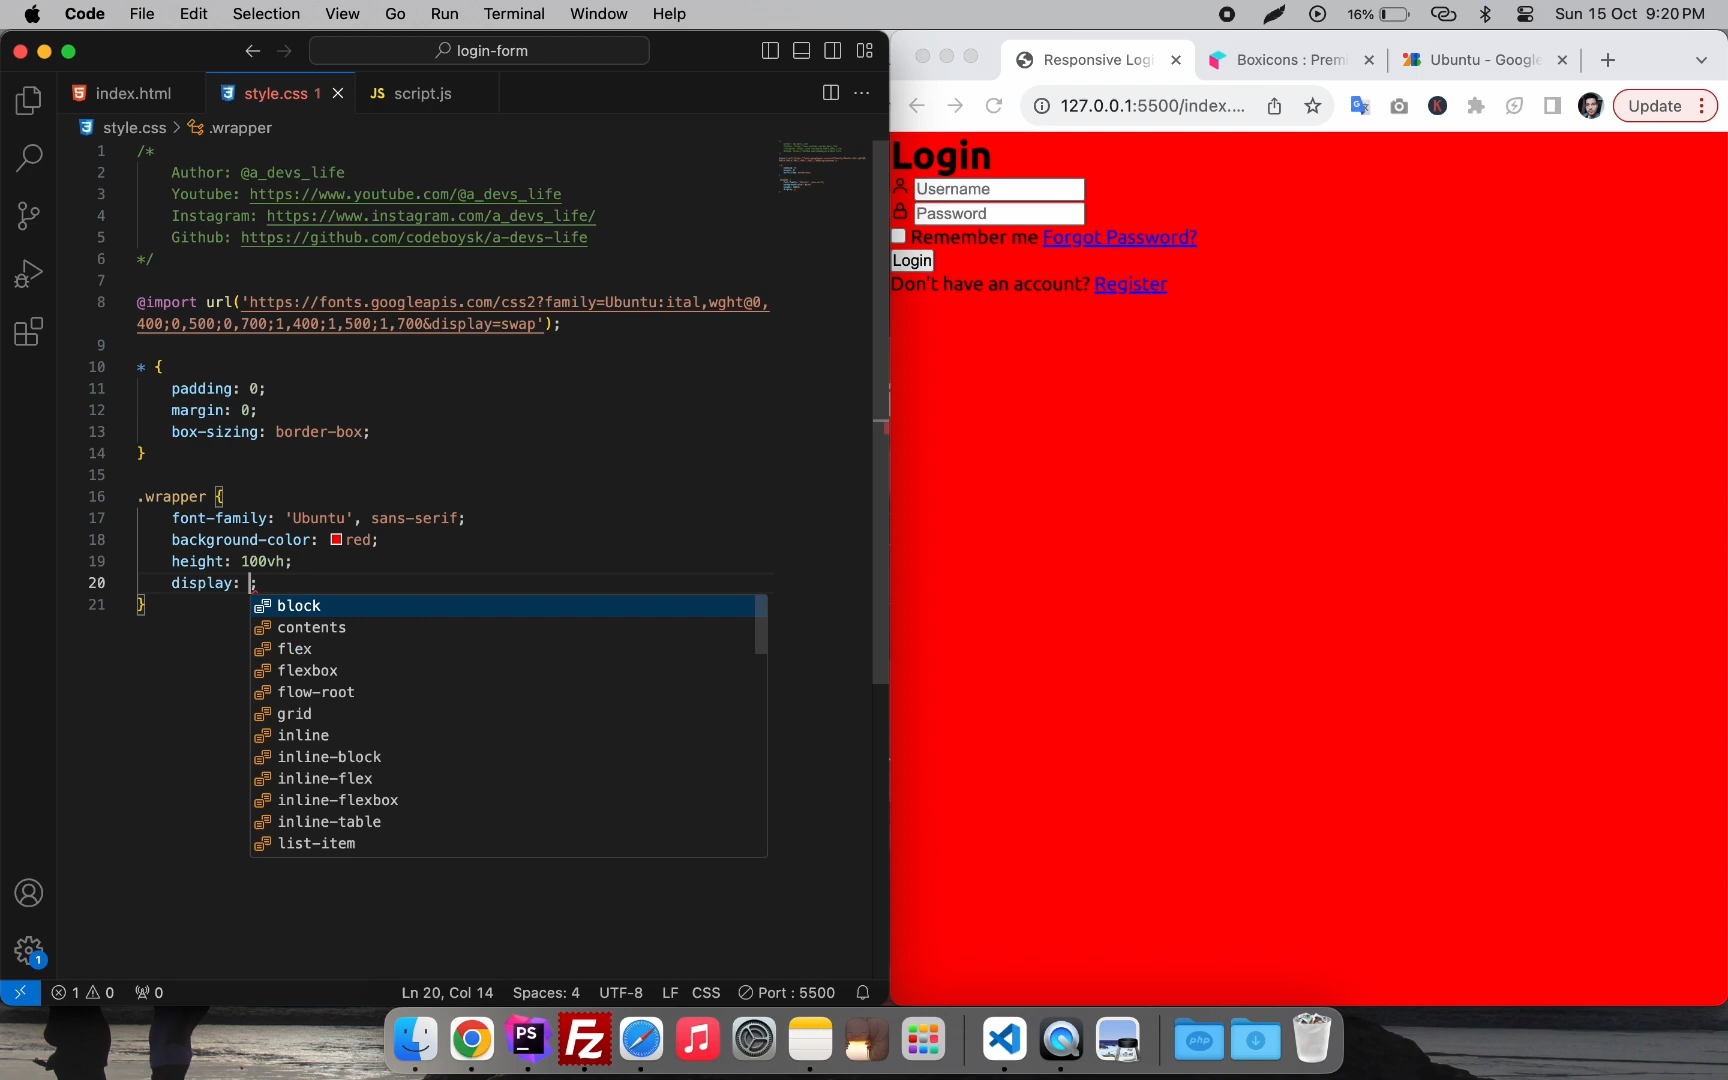 Code File Edit Selection View Go Run Terminal Window Help 16% Sun 15 Oct 9:20 PM
login-form
index.html style.css 1 JS script.js
style.css > .wrapper
1 /*
2 Author: @a_devs_life
3 Youtube: https://www.youtube.com/@a_devs_life
4 Instagram: https://www.instagram.com/a_devs_life/
5 Github: https://github.com/codeboysk/a-devs-life
6 */
7
8 @import url('https://fonts.googleapis.com/css2?family=Ubuntu:ital,wght@0,
400;0,500;0,700;1,400;1,500;1,700&display=swap');
9
10 * {
11 padding: 0;
12 margin: 0;
13 box-sizing: border-box;
14 }
15
16 .wrapper {
17 font-family: 'Ubuntu', sans-serif;
18 background-color: red;
19 height: 100vh;
20 display: ;
21 }
block
contents
flex
flexbox
flow-root
grid
inline
inline-block
inline-flex
inline-flexbox
inline-table
list-item
1
1 0 0 Ln 20, Col 14 Spaces: 4 UTF-8 LF CSS Port : 5500
Responsive Logi Boxicons : Premi Ubuntu - Google
127.0.0.1:5500/index.... K Update
Login
Username
Password
Remember me Forgot Password?
Login
Don't have an account? Register
PS FZ php